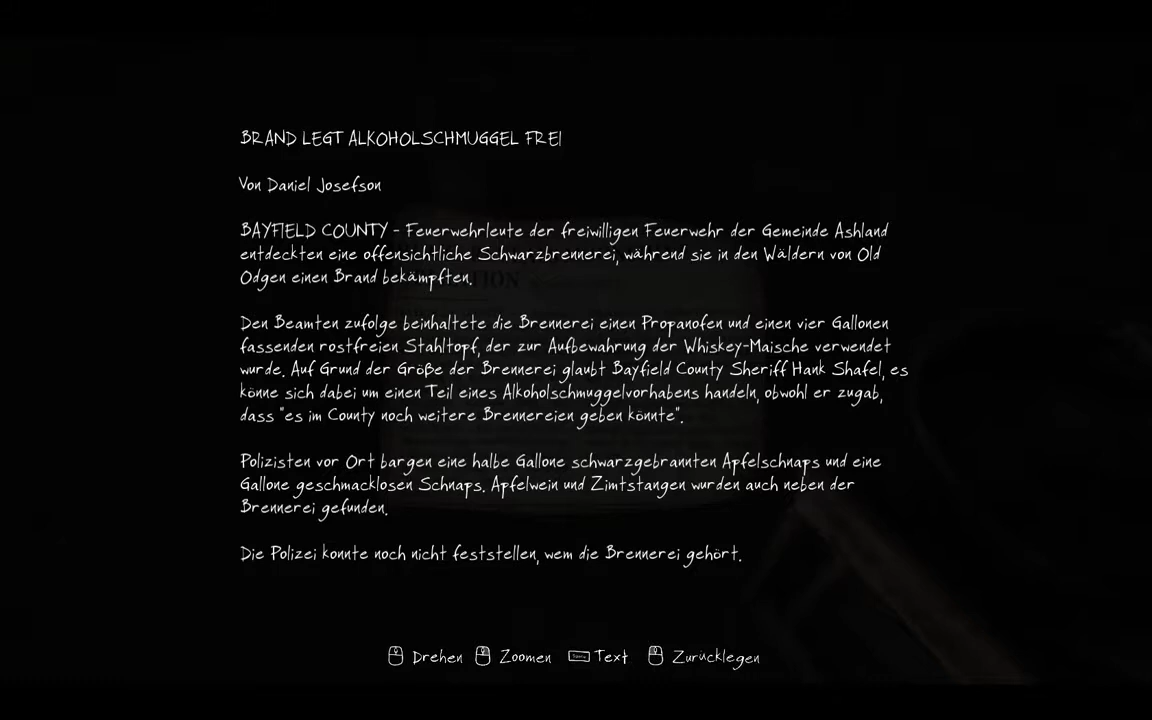 BRAND LEGT ALKOHOLSCHMUGGEL FREI
Von Daniel Josefson
BAYFIELD COUNTY - Feuerwehrleute der freiwilligen Feuerwehr der Gemeinde Ashland
entdeckten eine offensichtliche Schwarzbrennerei, während sie in den Wäldern von Old
Odgen einen Brand bekämpften.
Den Beamten zufolge beinhaltete die Brennerei einen Propanofen und einen vier Gallonen
fassenden rostfreien Stahltopf, der zur Aufbewahrung der Whiskey-Maische verwendet
wurde. Auf Grund der Größe der Brennerei glaubt Bayfield County Sheriff Hank Shafel, es
könne sich dabei um einen Teil eines Alkoholschmuggelvorhabens handeln, obwohl er zugab,
dass "es im County noch weitere Brennereien geben könnte".
Polizisten vor Ort bargen eine halbe Gallone schwarzgebrannten Apfelschnaps und eine
Gallone geschmacklosen Schnaps. Apfelwein und Zimtstangen wurden auch neben der
Brennerei gefunden.
Die Polizei konnte noch nicht feststellen, wem die Brennerei gehört.
Drehen Zoomen Text Zurücklegen